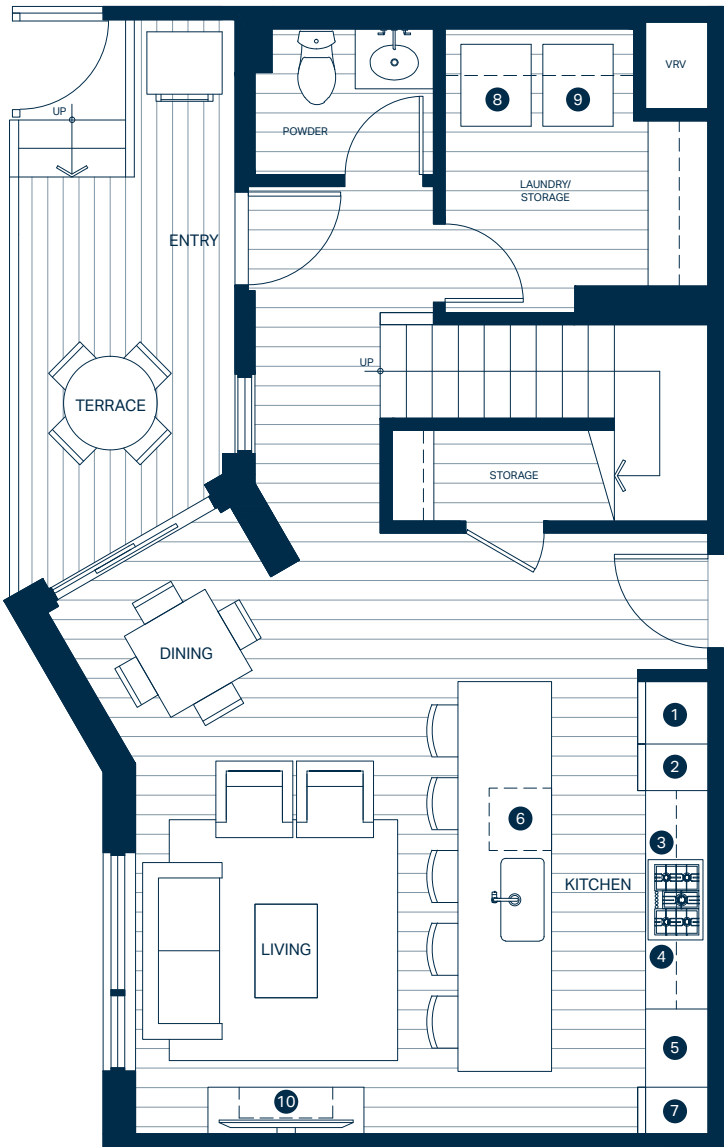 VRV
8
9
UP
POWDER
LAUNDRY/
STORAGE
ENTRY
UP
TERRACE
STORAGE
DINING
1
2
6
3
KITCHEN
LIVING
4
5
10
7